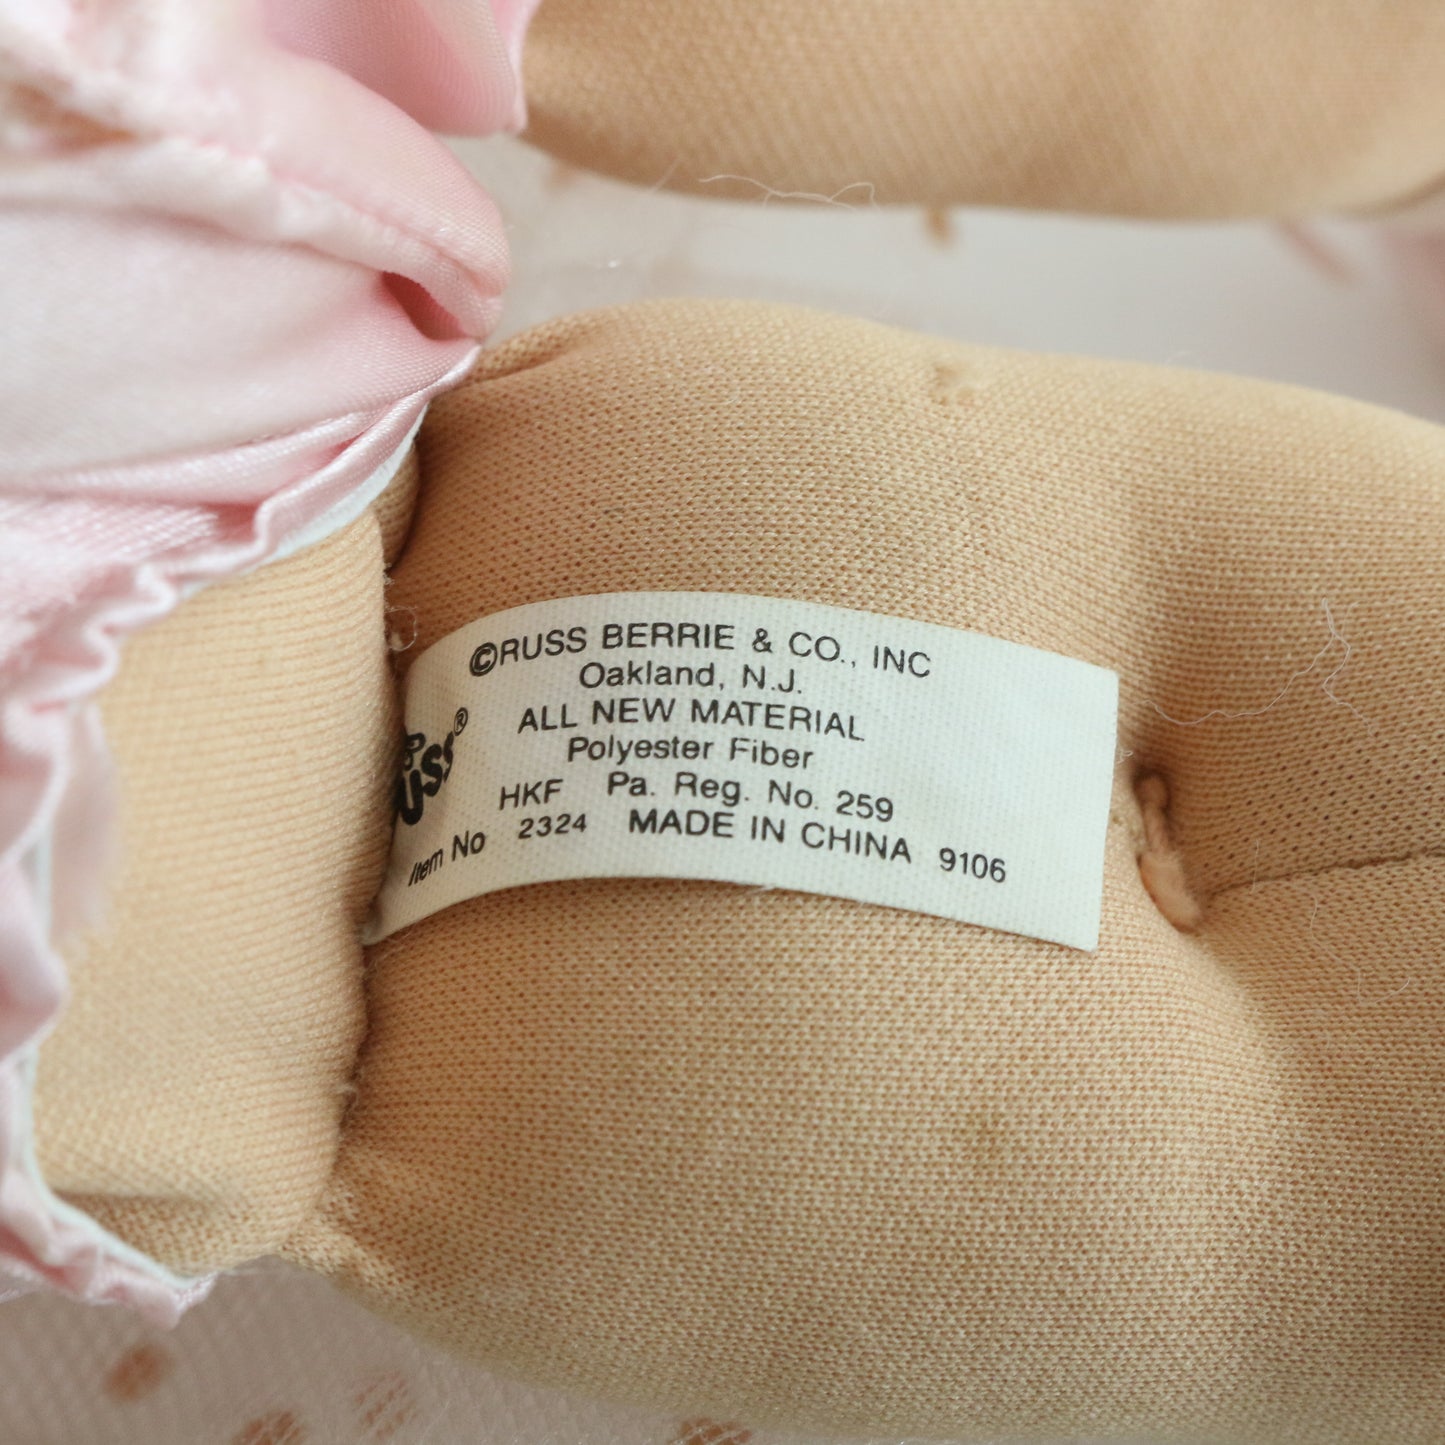 ©RUSS BERRIE & CO., INC
Oakland, N.J.
ALL NEW MATERIAL
Polyester Fiber
HKF Pa. Reg. No. 259
Item No 2324 MADE IN CHINA 9106